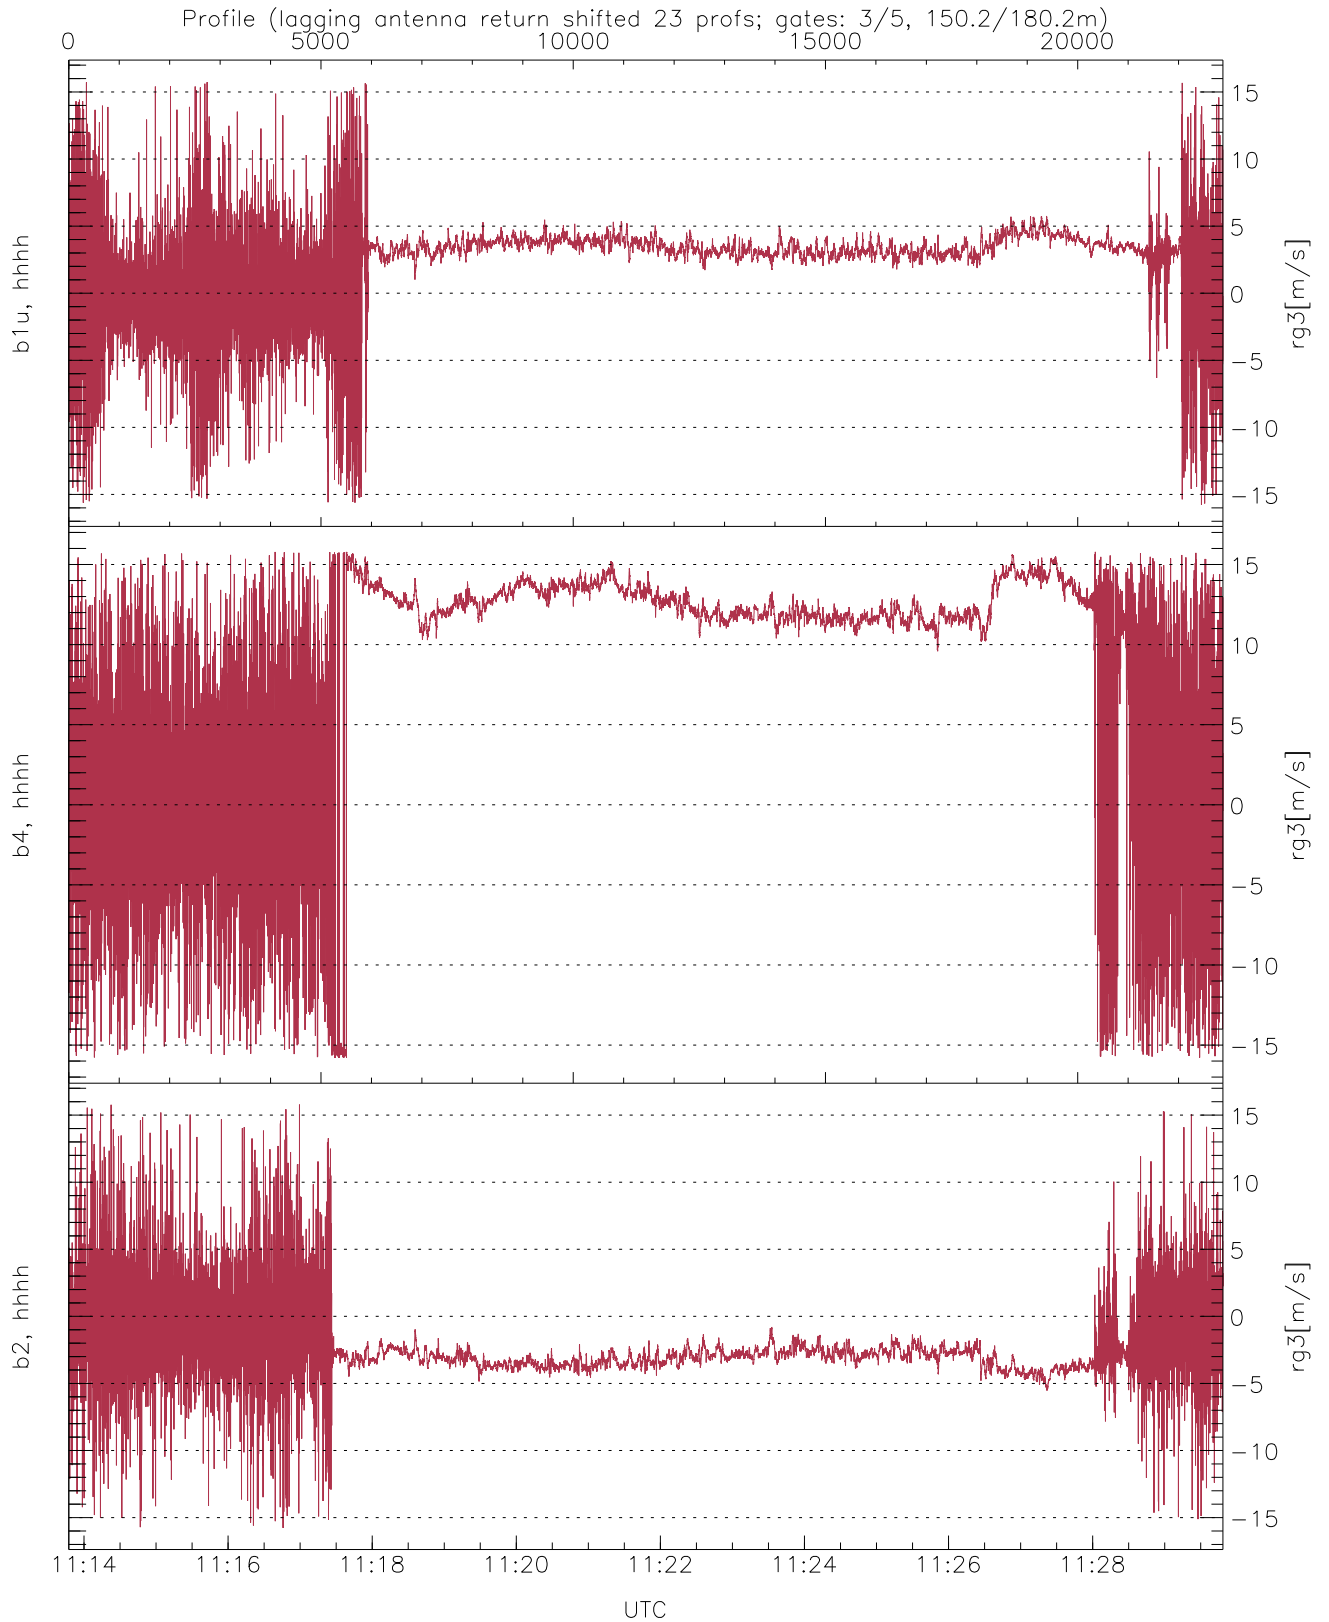 Profile (lagging antenna return shifted 23 profs; gates: 3/5, 150.2/180.2m)
0 5000 10000 15000 20000
15
10
5
0
-5
-10
-15
b1u, hhhh
rg3[m/s]
15
10
5
0
-5
-10
-15
b4, hhhh
rg3[m/s]
15
10
5
0
-5
-10
-15
b2, hhhh
rg3[m/s]
11:14 11:16 11:18 11:20 11:22 11:24 11:26 11:28
UTC